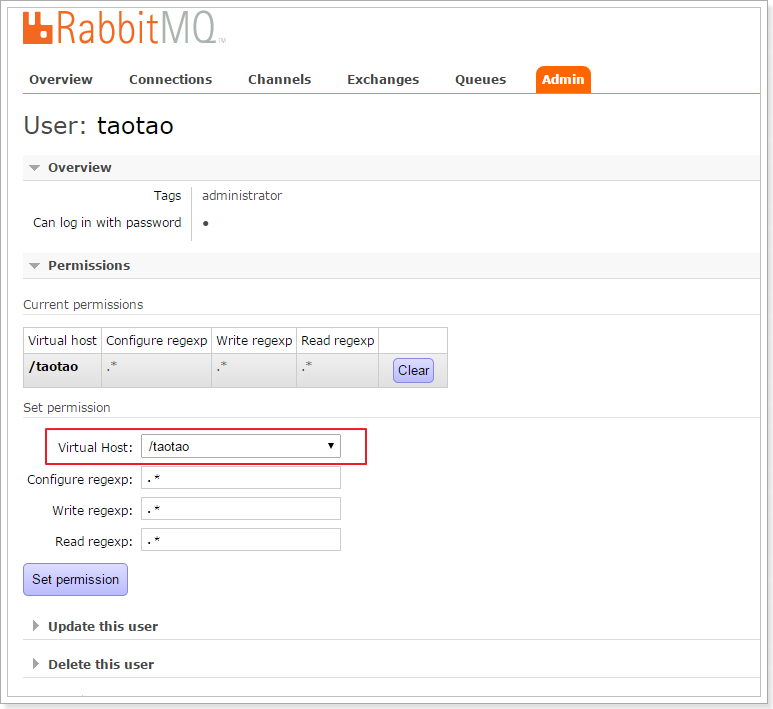 RabbitMQ TM
Overview Connections Channels Exchanges Queues Admin
User: taotao
Overview
Tags administrator
Can log in with password •
Permissions
Current permissions
Virtual host Configure regexp Write regexp Read regexp
/taotao .* .* .* Clear
Set permission
Virtual Host: /taotao
Configure regexp: .*
Write regexp: .*
Read regexp: .*
Set permission
Update this user
Delete this user